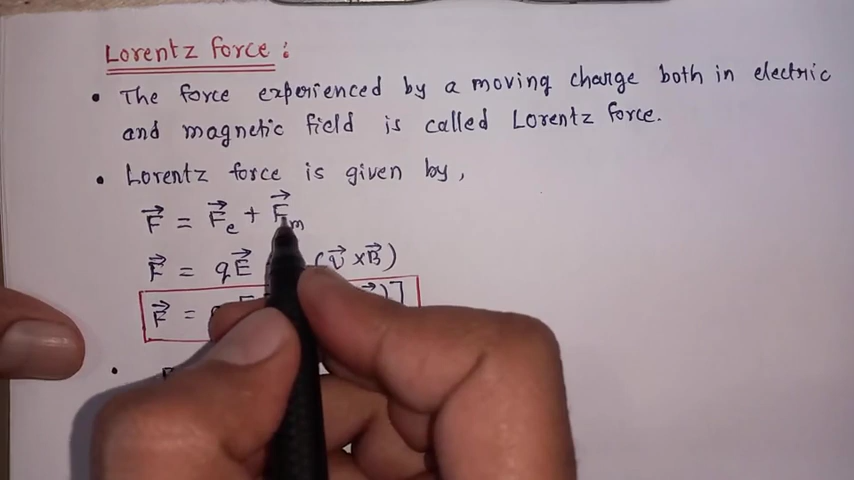 Lorentz force :
• The force experienced by a moving charge both in electric
and magnetic field is called Lorentz force.
• Lorentz force is given by,
F⃗ = F⃗e + F⃗m
F⃗ = qE⃗ (v⃗ × B⃗)
F⃗ = )]
•